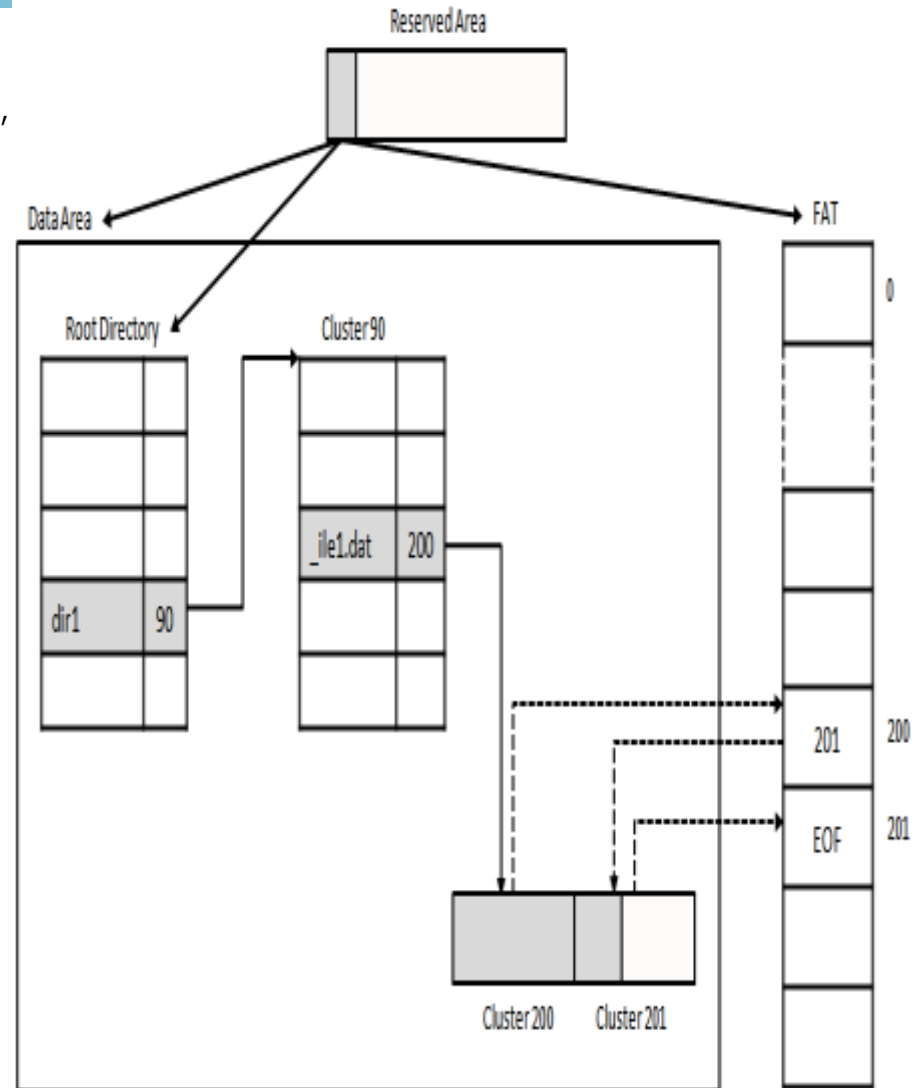 Reserved Area
,
Data Area
FAT
0
Root Directory
Cluster 90
_ile1.dat 200
dir1 90
201 200
EOF 201
Cluster 200 Cluster 201